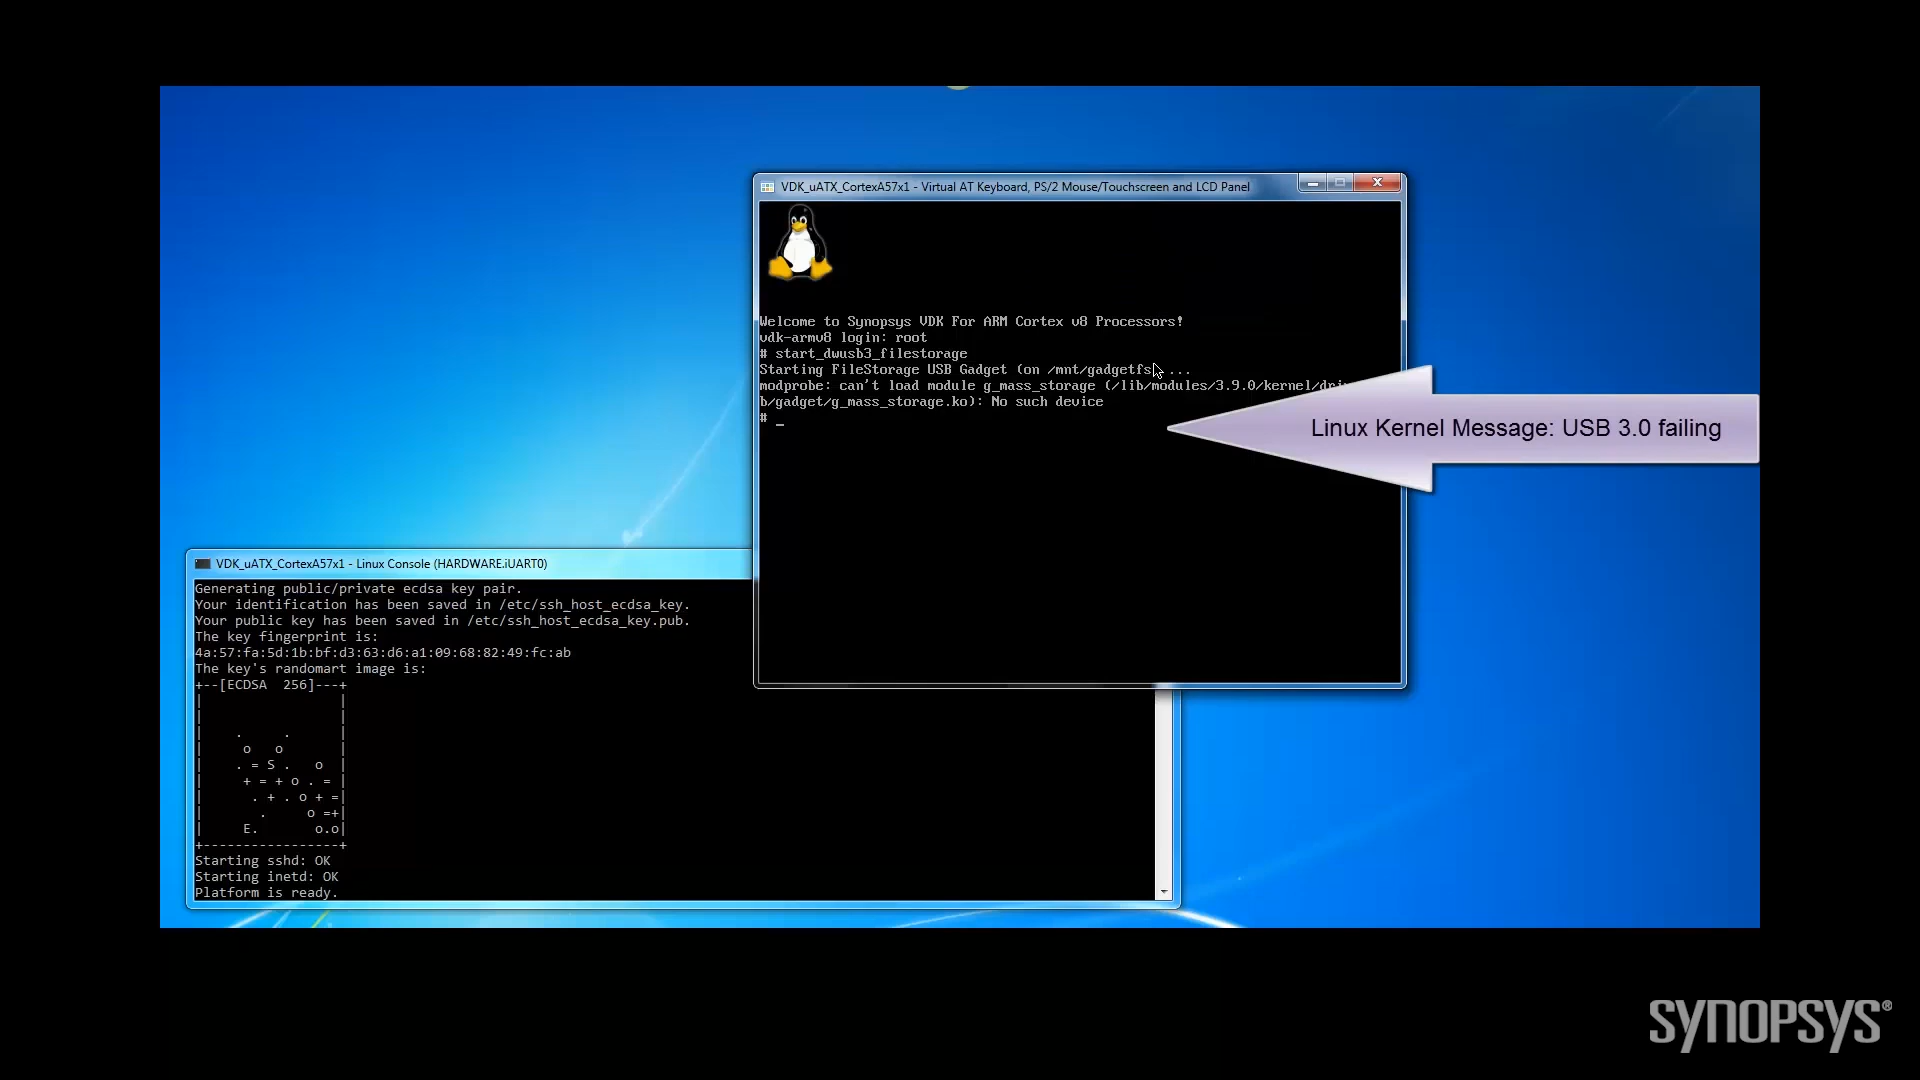 VDK_uATX_CortexA57x1 - Virtual AT Keyboard, PS/2 Mouse/Touchscreen and LCD Panel
Welcome to Synopsys VDK For ARM Cortex v8 Processors!
vdk-armv8 login: root
# start_dwusb3_filestorage
Starting FileStorage USB Gadget (on /mnt/gadgetfs) ...
modprobe: can't load module g_mass_storage (/lib/modules/3.9.0/kernel/dri
b/gadget/g_mass_storage.ko): No such device
# _
Linux Kernel Message: USB 3.0 failing
VDK_uATX_CortexA57x1 - Linux Console (HARDWARE.iUART0)
Generating public/private ecdsa key pair.
Your identification has been saved in /etc/ssh_host_ecdsa_key.
Your public key has been saved in /etc/ssh_host_ecdsa_key.pub.
The key fingerprint is:
4a:57:fa:5d:1b:bf:d3:63:d6:a1:09:68:82:49:fc:ab
The key's randomart image is:
+--[ECDSA  256]---+
|                 |
|                 |
|    .     .      |
|     o   o       |
|    . = S .   o  |
|     + = + o . = |
|      . + . o + =|
|       .     o =+|
|     E.       o.o|
+-----------------+
Starting sshd: OK
Starting inetd: OK
Platform is ready.
SYNOPSYS®